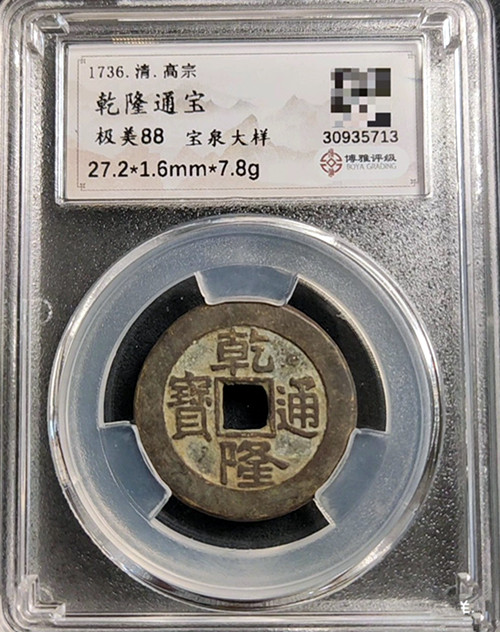 1736.清.高宗
乾隆通宝
极美88 宝泉大样
27.2*1.6mm*7.8g
30935713
博雅评级
BOYA GRADING
乾隆通寶